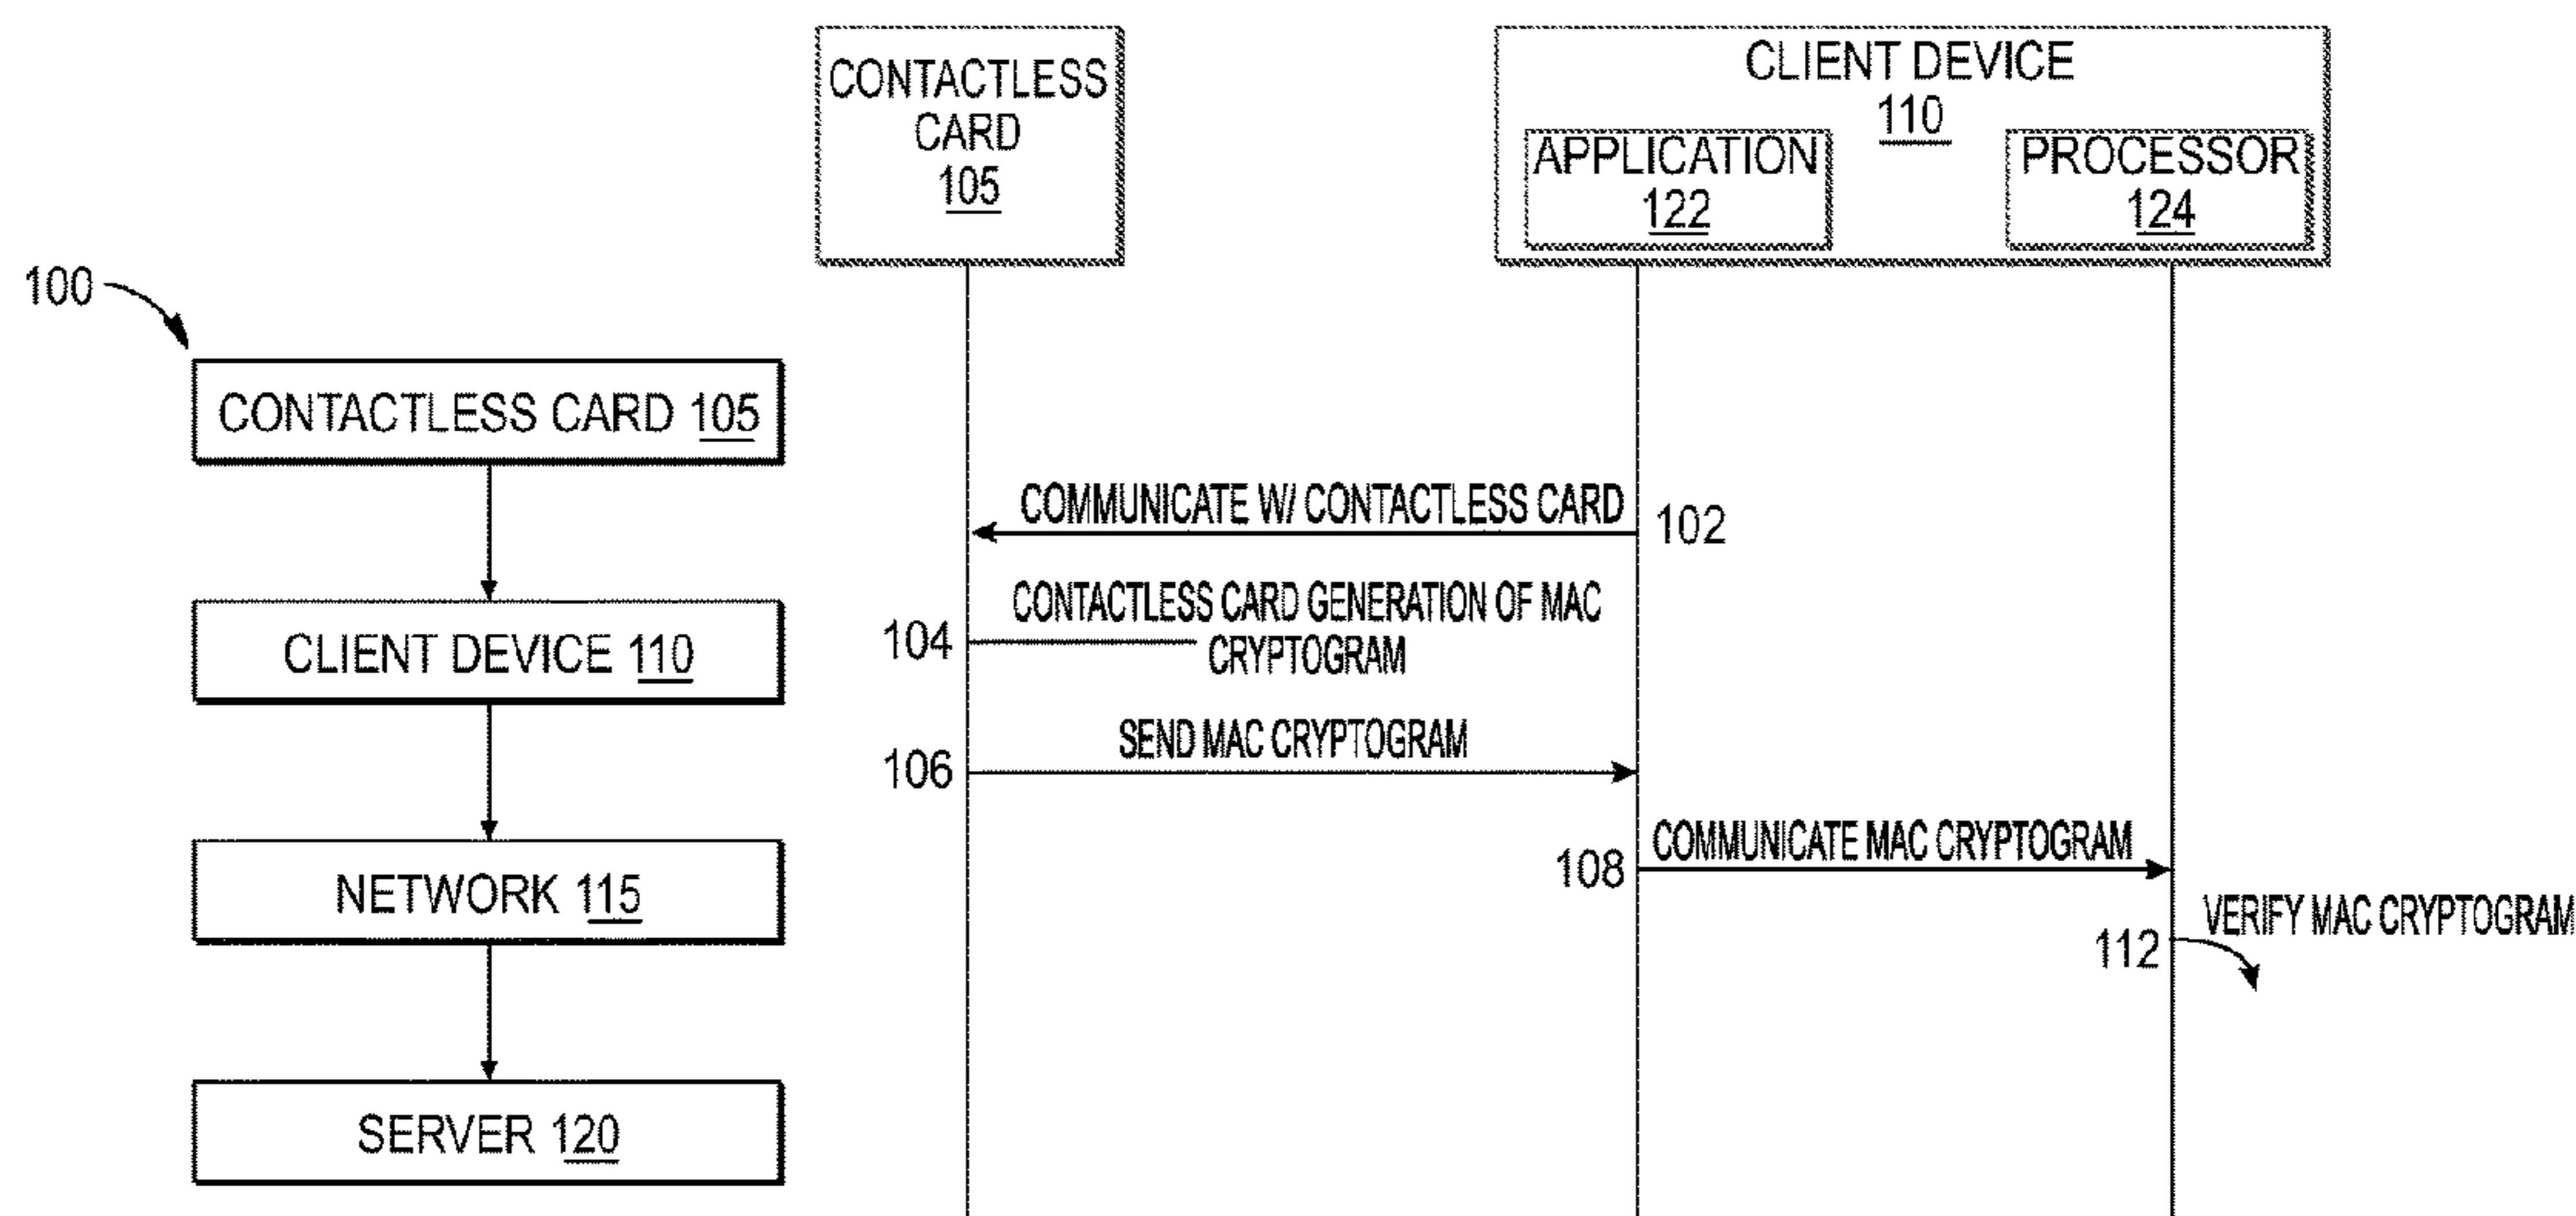 100
CONTACTLESS CARD 105
CLIENT DEVICE 110
NETWORK 115
SERVER 120
CONTACTLESS
CARD
105
CLIENT DEVICE
110
APPLICATION
122
PROCESSOR
124
COMMUNICATE W/ CONTACTLESS CARD
102
CONTACTLESS CARD GENERATION OF MAC
104
CRYPTOGRAM
SEND MAC CRYPTOGRAM
106
COMMUNICATE MAC CRYPTOGRAM
108
VERIFY MAC CRYPTOGRAM
112